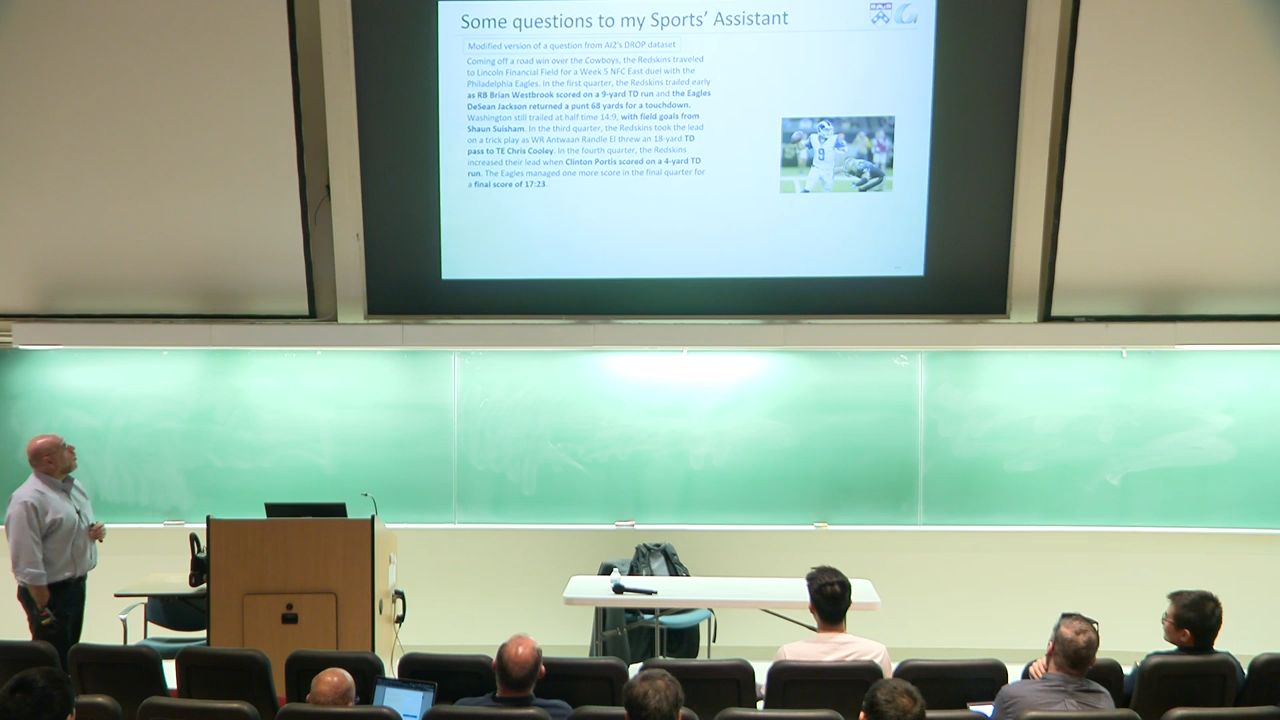 Some questions to my Sports' Assistant
Modified version of a question from AI2's DROP dataset
Coming off a road win over the Cowboys, the Redskins traveled
to Lincoln Financial Field for a Week 5 NFC East duel with the
Philadelphia Eagles. In the first quarter, the Redskins trailed early
as RB Brian Westbrook scored on a 9-yard TD run and the Eagles
DeSean Jackson returned a punt 68 yards for a touchdown.
Washington still trailed at half time 14:9, with field goals from
Shaun Suisham. In the third quarter, the Redskins took the lead
on a trick play as WR Antwaan Randle El threw an 18-yard TD
pass to TE Chris Cooley. In the fourth quarter, the Redskins
increased their lead when Clinton Portis scored on a 4-yard TD
run. The Eagles managed one more score in the final quarter for
a final score of 17:23.
9